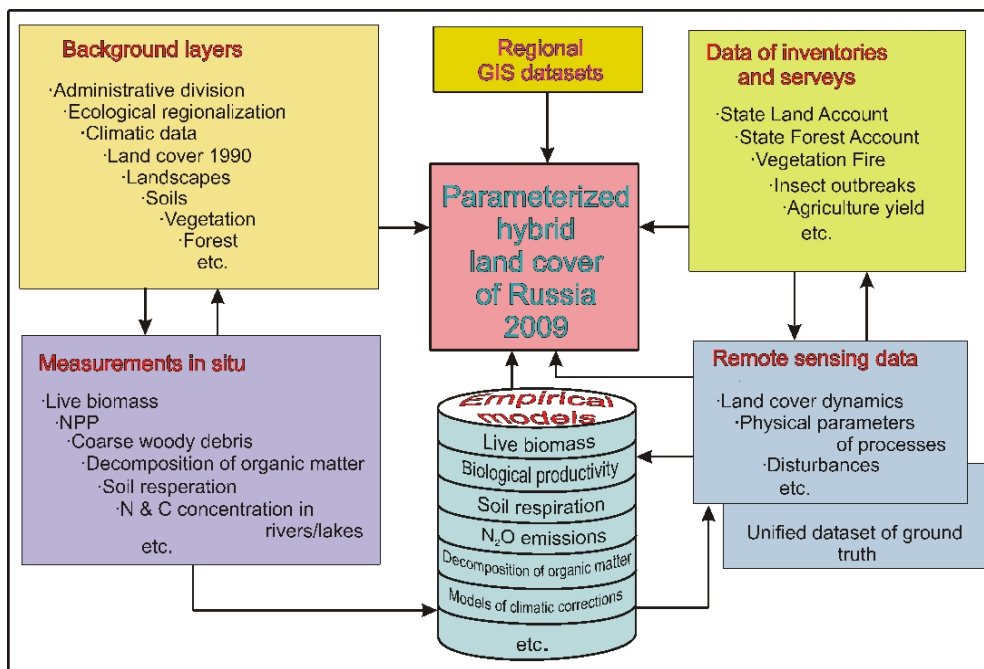 Background layers
·Administrative division
·Ecological regionalization
·Climatic data
·Land cover 1990
·Landscapes
·Soils
·Vegetation
·Forest
etc.
Regional
GIS datasets
Data of inventories
and serveys
·State Land Account
·State Forest Account
·Vegetation Fire
·Insect outbreaks
·Agriculture yield
etc.
Parameterized
hybrid
land cover
of Russia
2009
Measurements in situ
·Live biomass
·NPP
·Coarse woody debris
·Decomposition of organic matter
·Soil resperation
·N & C concentration in
rivers/lakes
etc.
Empirical
models
Live biomass
Biological productivity
Soil respiration
N₂O emissions
Decomposition of organic matter
Models of climatic corrections
etc.
Remote sensing data
·Land cover dynamics
·Physical parameters
of processes
·Disturbances
etc.
Unified dataset of ground
truth